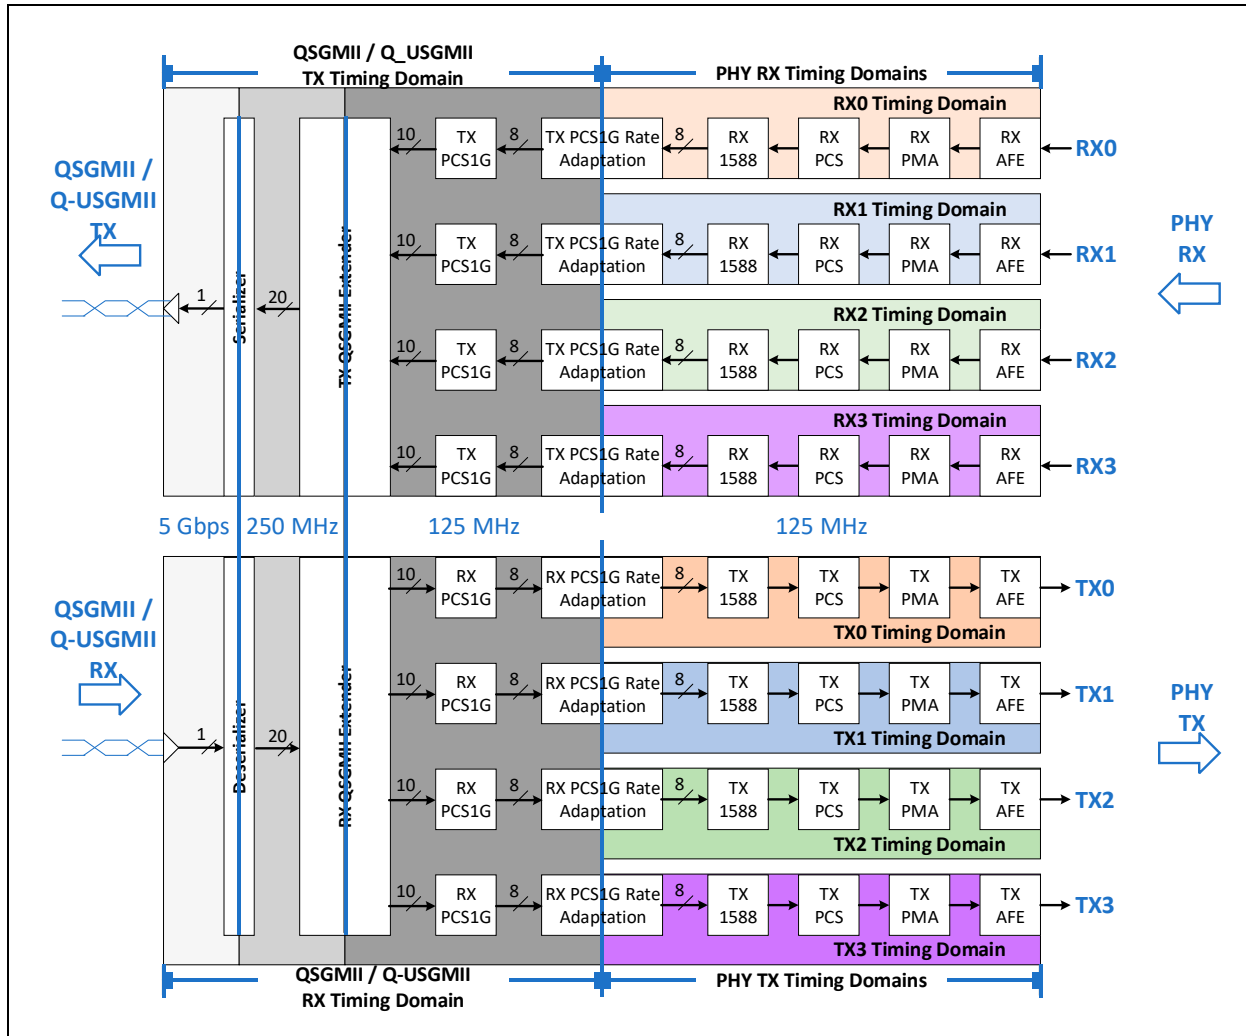 QSGMII / Q_USGMII
TX Timing Domain
PHY RX Timing Domains
RX0 Timing Domain
10
TX
PCS1G
8
TX PCS1G Rate
Adaptation
8
RX
1588
RX
PCS
RX
PMA
RX
AFE
RX0
QSGMII /
Q-USGMII
TX
RX1 Timing Domain
10
TX
PCS1G
8
TX PCS1G Rate
Adaptation
8
RX
1588
RX
PCS
RX
PMA
RX
AFE
RX1
PHY
RX
1
Serializer
20
TX QSGMII Extender
RX2 Timing Domain
10
TX
PCS1G
8
TX PCS1G Rate
Adaptation
8
RX
1588
RX
PCS
RX
PMA
RX
AFE
RX2
RX3 Timing Domain
10
TX
PCS1G
8
TX PCS1G Rate
Adaptation
8
RX
1588
RX
PCS
RX
PMA
RX
AFE
RX3
5 Gbps
250 MHz
125 MHz
125 MHz
10
RX
PCS1G
8
RX PCS1G Rate
Adaptation
8
TX
1588
TX
PCS
TX
PMA
TX
AFE
TX0
TX0 Timing Domain
QSGMII /
Q-USGMII
RX
10
RX
PCS1G
8
RX PCS1G Rate
Adaptation
8
TX
1588
TX
PCS
TX
PMA
TX
AFE
TX1
TX1 Timing Domain
PHY
TX
1
Deserializer
20
RX QSGMII Extender
10
RX
PCS1G
8
RX PCS1G Rate
Adaptation
8
TX
1588
TX
PCS
TX
PMA
TX
AFE
TX2
TX2 Timing Domain
10
RX
PCS1G
8
RX PCS1G Rate
Adaptation
8
TX
1588
TX
PCS
TX
PMA
TX
AFE
TX3
TX3 Timing Domain
QSGMII / Q-USGMII
RX Timing Domain
PHY TX Timing Domains